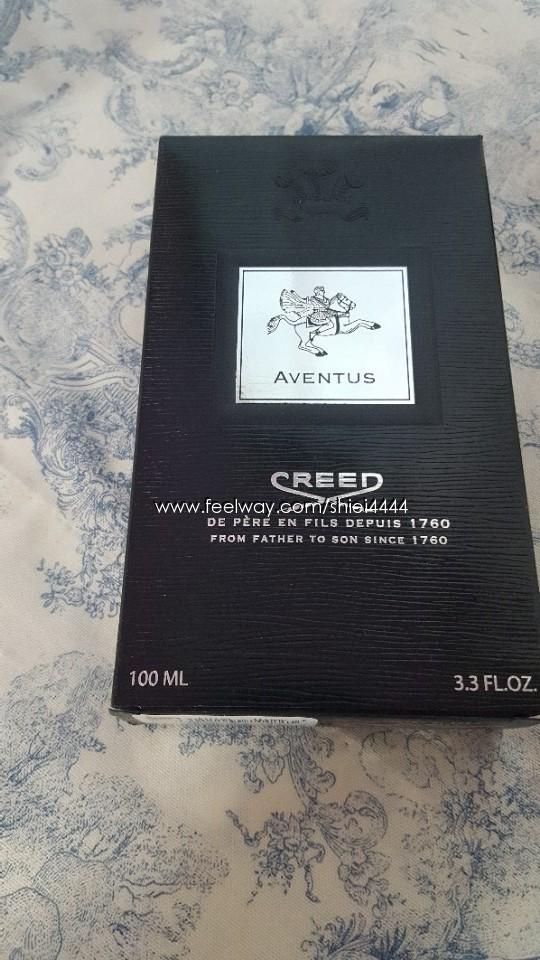 AVENTUS
CREED
www.feelway.com/shiei4444
DE PÈRE EN FILS DEPUIS 1760
FROM FATHER TO SON SINCE 1760
100 ML
3.3 FL.OZ.